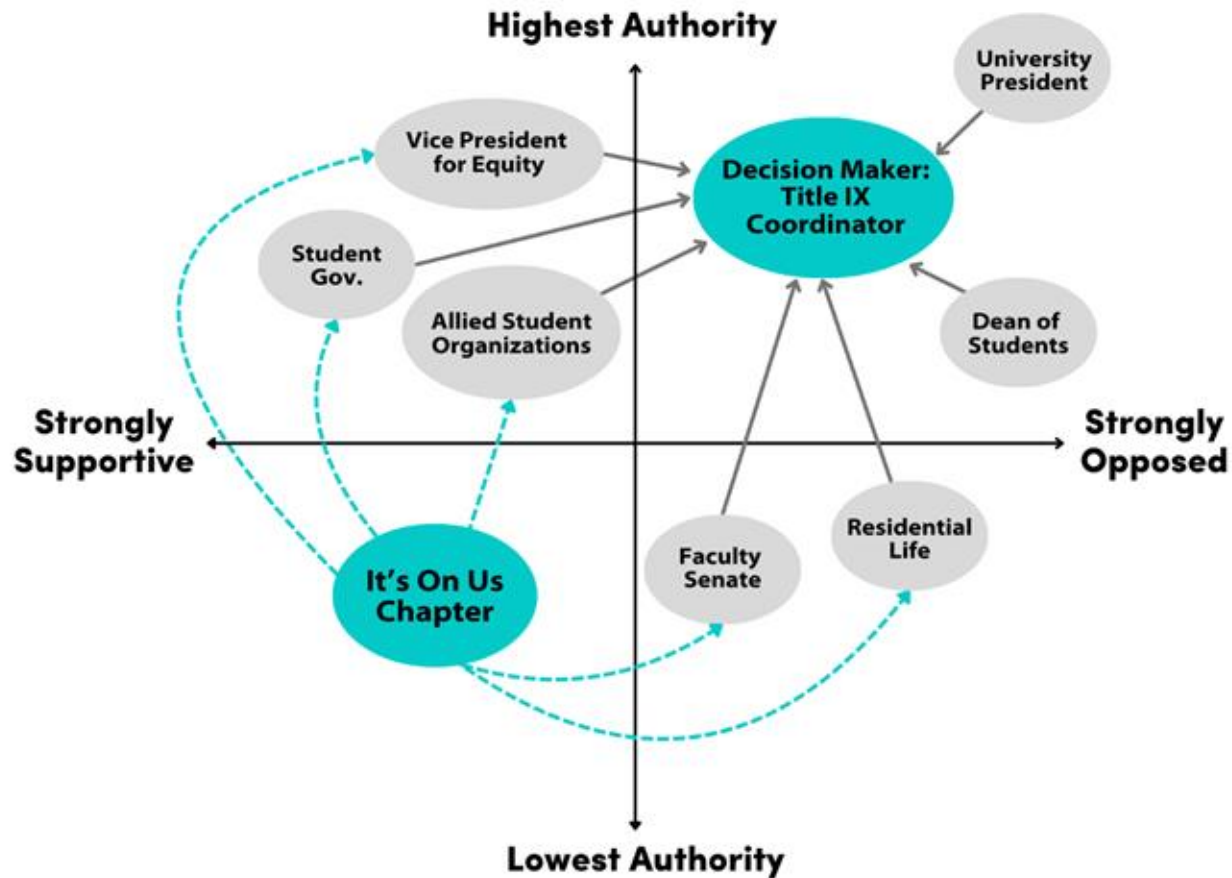 Highest Authority
University
President
Vice President
for Equity
Decision Maker:
Title IX
Coordinator
Student
Gov.
Allied Student
Organizations
Dean of
Students
Strongly
Supportive
Strongly
Opposed
Residential
Life
Faculty
Senate
It's On Us
Chapter
Lowest Authority